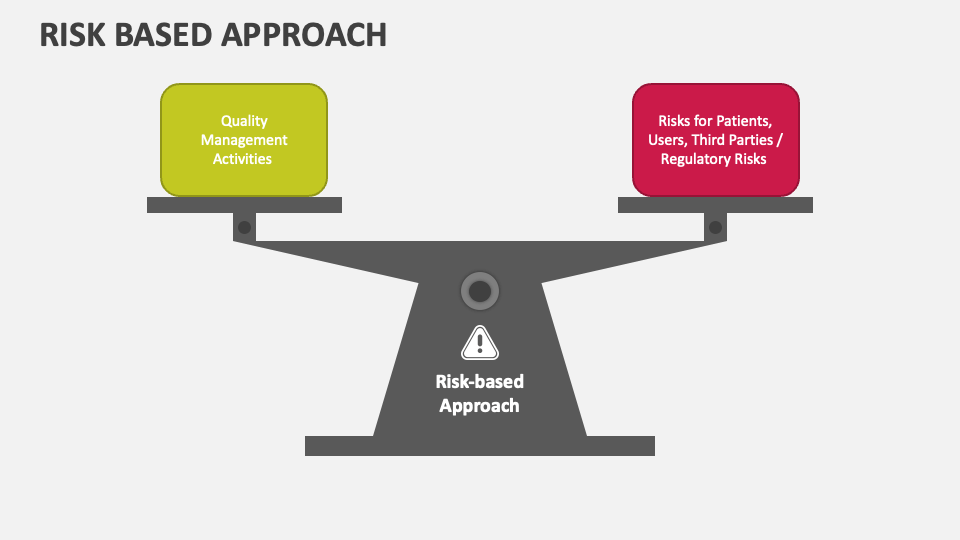 RISK BASED APPROACH
Quality
Management
Activities
Risks for Patients,
Users, Third Parties /
Regulatory Risks
Risk-based
Approach